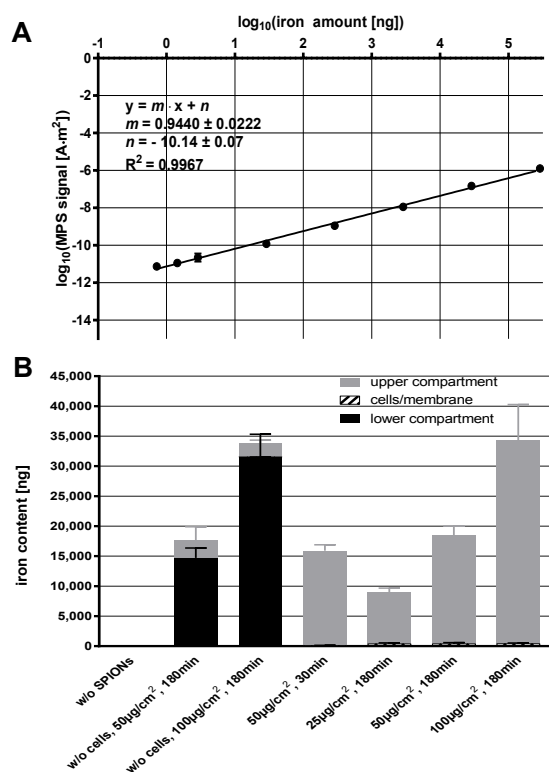 A
log₁₀(iron amount [ng])
-1 0 1 2 3 4 5
0
-2
-4
-6
-8
-10
-12
-14
log₁₀(MPS signal [A·m²])
y = m · x + n
m = 0.9440 ± 0.0222
n = - 10.14 ± 0.07
R² = 0.9967
B
50,000
45,000
40,000
35,000
30,000
25,000
20,000
15,000
10,000
5,000
0
iron content [ng]
upper compartment
cells/membrane
lower compartment
w/o SPIONs
w/o cells, 50µg/cm², 180min
w/o cells, 100µg/cm², 180min
50µg/cm², 30min
25µg/cm², 180min
50µg/cm², 180min
100µg/cm², 180min